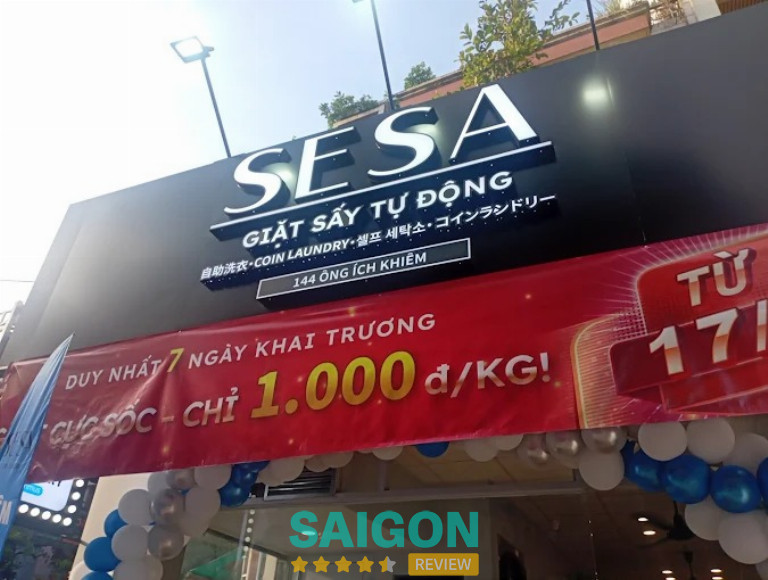 SESA
GIẶT SẤY TỰ ĐỘNG
自助洗衣・COIN LAUNDRY・셀프 세탁소・コインランドリー
144 ÔNG ÍCH KHIÊM
DUY NHẤT 7 NGÀY KHAI TRƯƠNG
CỰC SỐC - CHỈ 1.000 đ/KG!
TỪ
17/
SAIGON
REVIEW